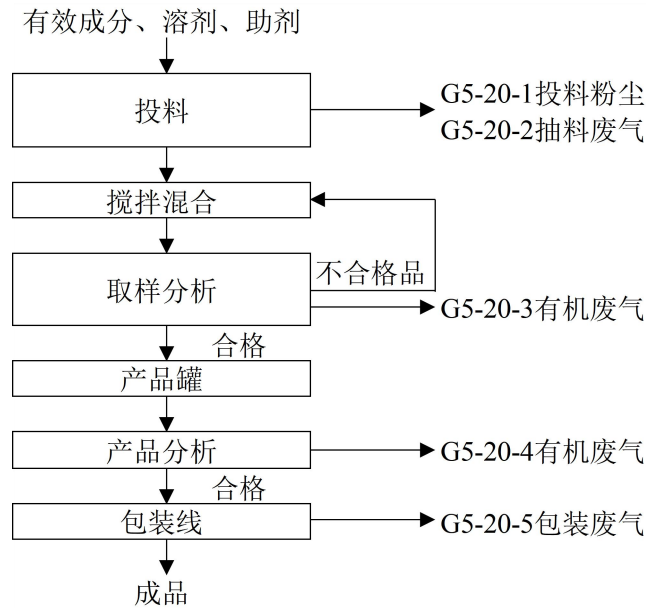 有效成分、溶剂、助剂
投料
G5-20-1投料粉尘
G5-20-2抽料废气
搅拌混合
不合格品
取样分析
G5-20-3有机废气
合格
产品罐
产品分析
G5-20-4有机废气
合格
包装线
G5-20-5包装废气
成品